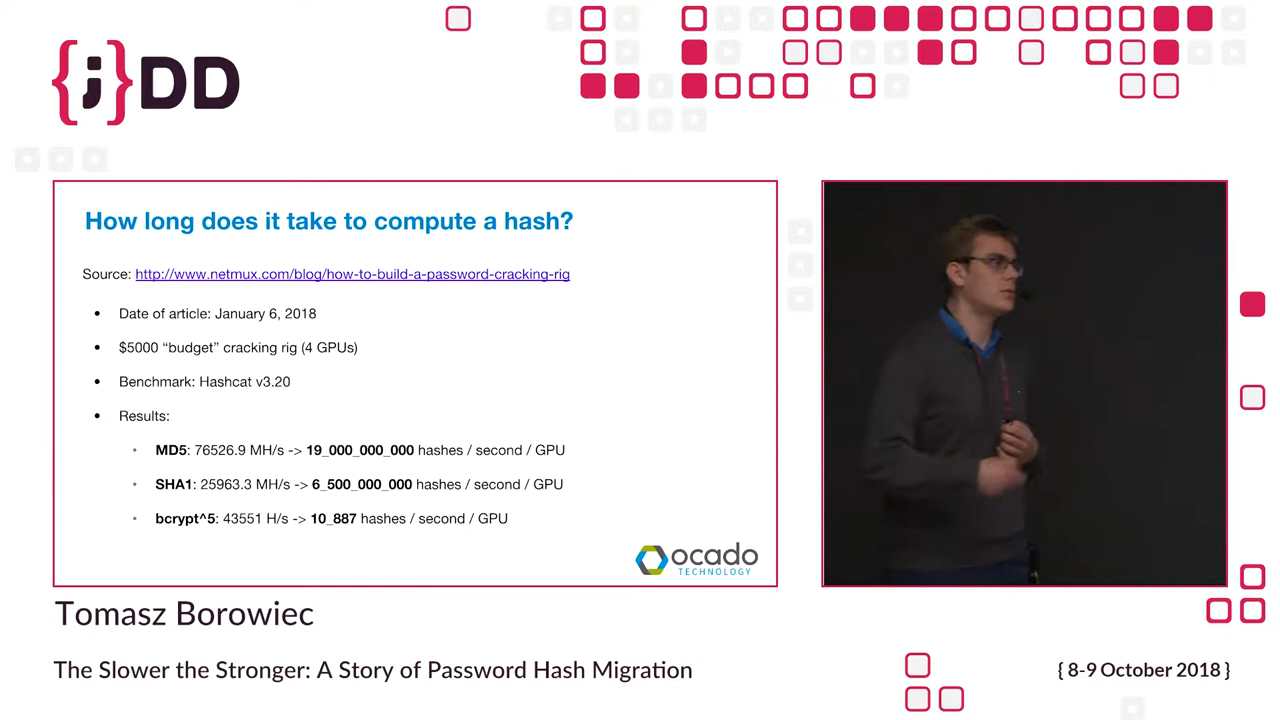 {j}DD
How long does it take to compute a hash?
Source: http://www.netmux.com/blog/how-to-build-a-password-cracking-rig
• Date of article: January 6, 2018
• $5000 “budget” cracking rig (4 GPUs)
• Benchmark: Hashcat v3.20
• Results:
• MD5: 76526.9 MH/s -> 19_000_000_000 hashes / second / GPU
• SHA1: 25963.3 MH/s -> 6_500_000_000 hashes / second / GPU
• bcrypt^5: 43551 H/s -> 10_887 hashes / second / GPU
ocado
TECHNOLOGY
Tomasz Borowiec
The Slower the Stronger: A Story of Password Hash Migration
{ 8-9 October 2018 }